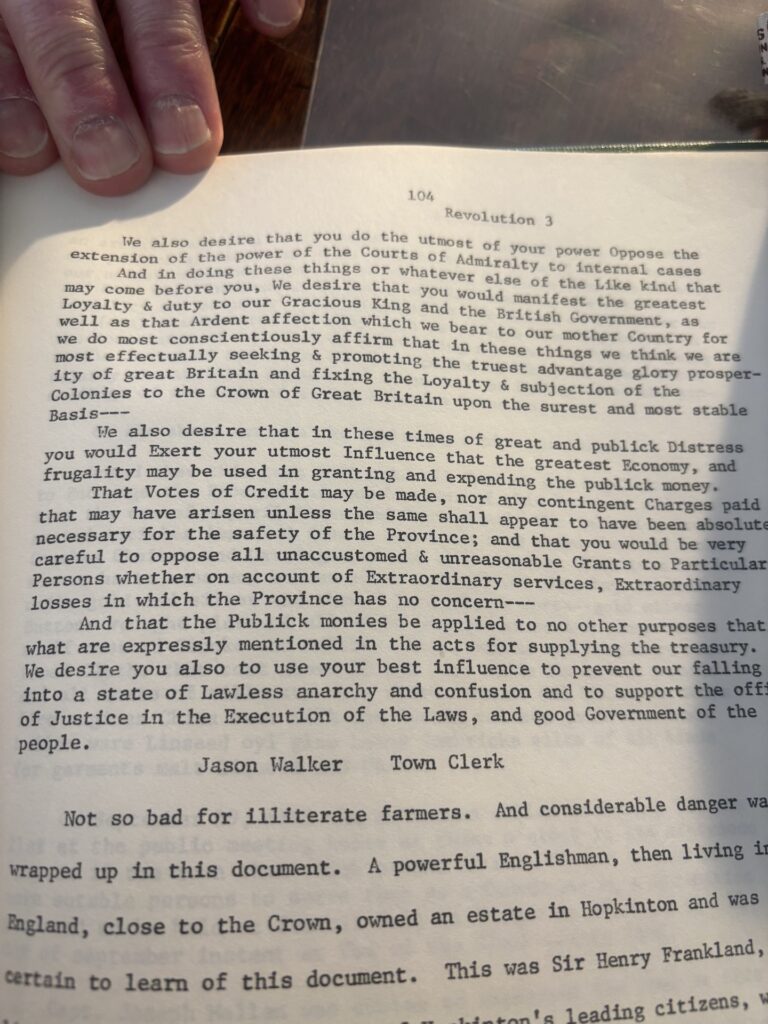 104
Revolution 3
We also desire that you do the utmost of your power Oppose the
extension of the power of the Courts of Admiralty to internal cases
And in doing these things or whatever else of the Like kind that
may come before you, We desire that you would manifest the greatest
Loyalty & duty to our Gracious King and the British Government, as
well as that Ardent affection which we bear to our mother Country for
we do most conscientiously affirm that in these things we think we are
most effectually seeking & promoting the truest advantage glory prosper-
ity of great Britain and fixing the Loyalty & subjection of the
Colonies to the Crown of Great Britain upon the surest and most stable
Basis---
We also desire that in these times of great and publick Distress
you would Exert your utmost Influence that the greatest Economy, and
frugality may be used in granting and expending the publick money.
That Votes of Credit may be made, nor any contingent Charges paid
that may have arisen unless the same shall appear to have been absolute
necessary for the safety of the Province; and that you would be very
careful to oppose all unaccustomed & unreasonable Grants to Particular
Persons whether on account of Extraordinary services, Extraordinary
losses in which the Province has no concern---
And that the Publick monies be applied to no other purposes that
what are expressly mentioned in the acts for supplying the treasury.
We desire you also to use your best influence to prevent our falling
into a state of Lawless anarchy and confusion and to support the offi
of Justice in the Execution of the Laws, and good Government of the
people.
Jason Walker Town Clerk
Not so bad for illiterate farmers. And considerable danger wa
wrapped up in this document. A powerful Englishman, then living in
England, close to the Crown, owned an estate in Hopkinton and was
certain to learn of this document. This was Sir Henry Frankland,
Hopkinton's leading citizens,